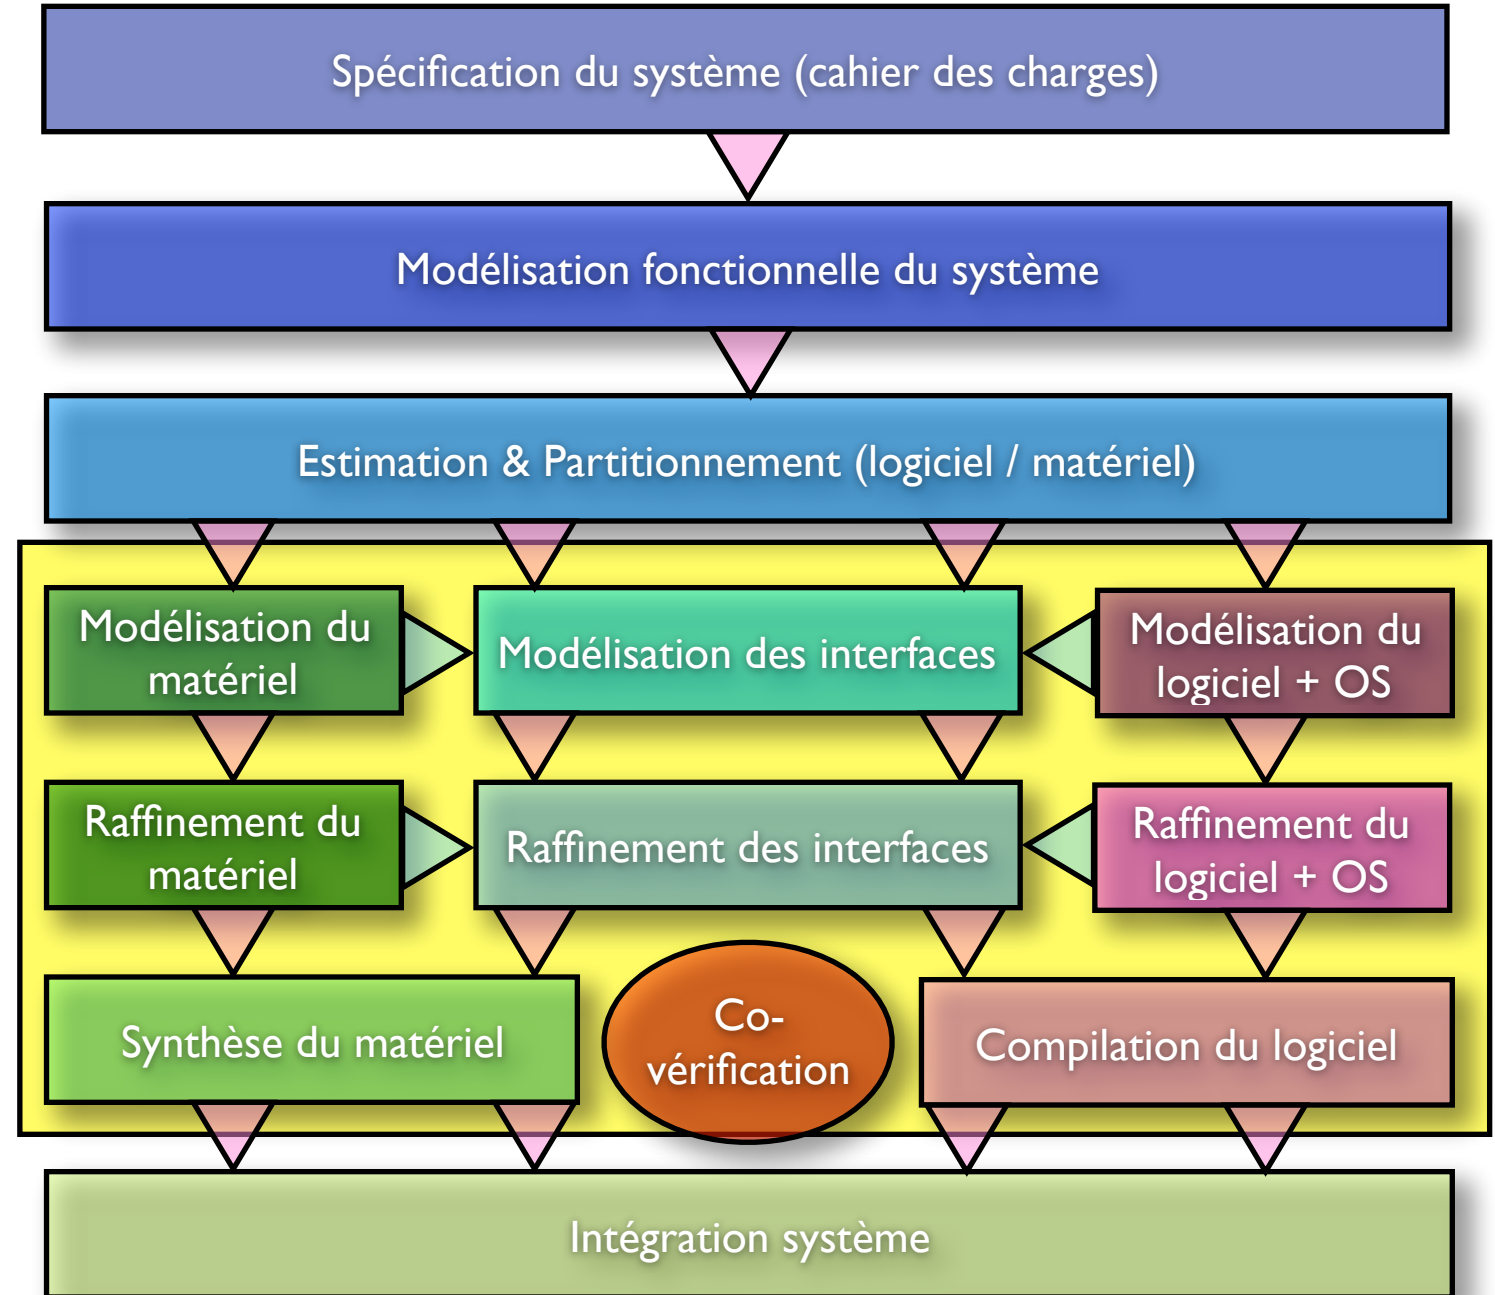 Spécification du système (cahier des charges)
Modélisation fonctionnelle du système
Estimation & Partitionnement (logiciel / matériel)
Modélisation du
matériel
Modélisation des interfaces
Modélisation du
logiciel + OS
Raffinement du
matériel
Raffinement des interfaces
Raffinement du
logiciel + OS
Synthèse du matériel
Co-
vérification
Compilation du logiciel
Intégration système